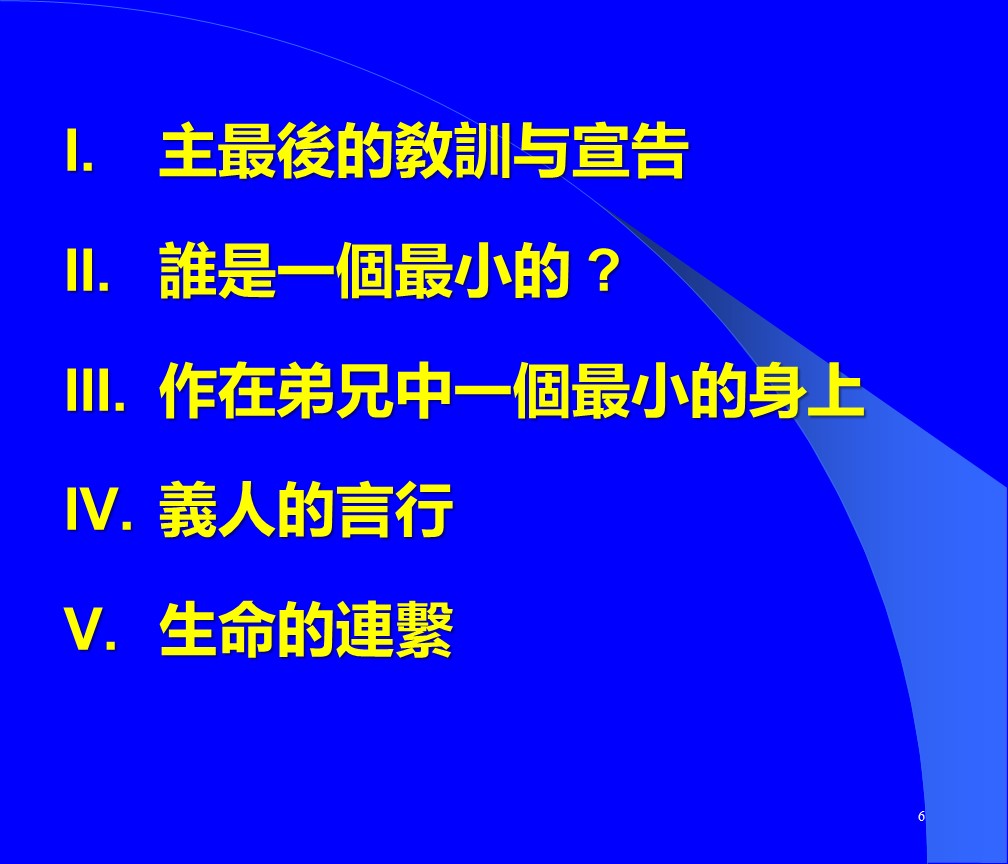 I. 主最後的教訓与宣告
II. 誰是一個最小的？
III. 作在弟兄中一個最小的身上
IV. 義人的言行
V. 生命的連繫
6